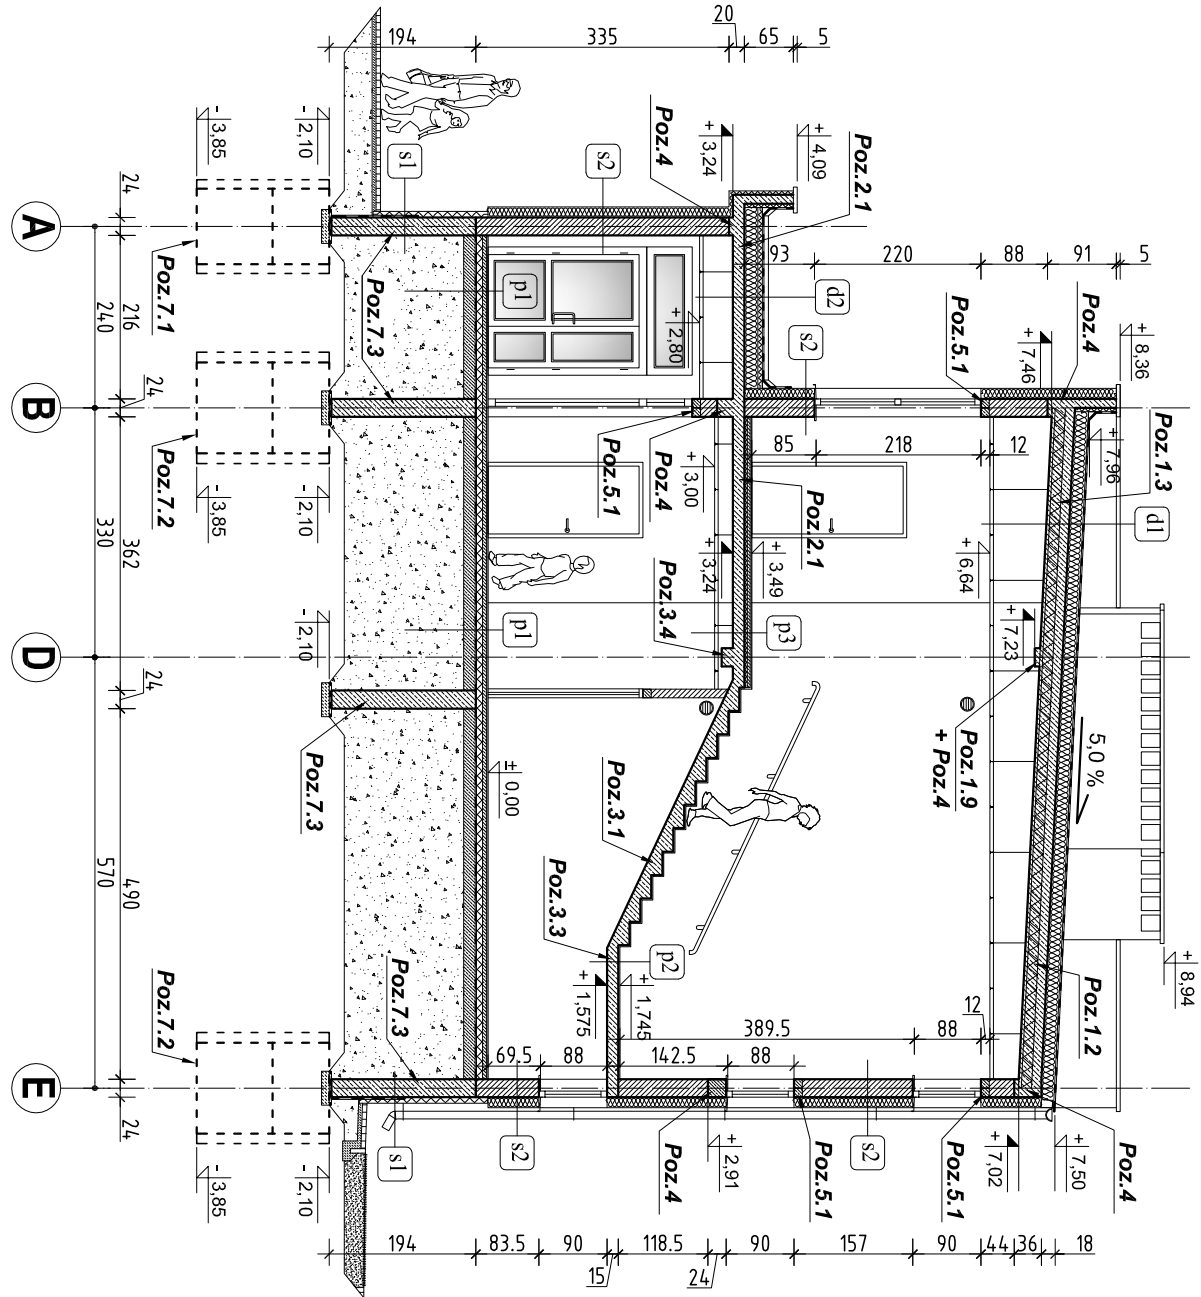 20
194
335
65
5
- 3,85
- 2,10
s1
s2
Poz.4
+ 3,24
+ 4,09
Poz.2.1
24
A
Poz.7.1
216
240
Poz.7.3
p1
+ 2,80
d2
93
220
88
91
5
s2
Poz.5.1
+ 7,46
Poz.4
+ 8,36
24
B
Poz.7.2
- 3,85
- 2,10
Poz.5.1
Poz.4
+ 3,00
85
218
12
Poz.2.1
+ 3,24
+ 3,49
+ 6,64
+ 7,96
Poz.1.3
d1
330
362
- 2,10
p1
Poz.3.4
p3
+ 7,23
D
24
Poz.7.3
± 0,00
Poz.3.1
Poz.1.9
+ Poz.4
5,0 %
570
490
Poz.3.3
p2
+ 1,575
+ 1,745
12
+ 8,94
Poz.1.2
Poz.7.2
Poz.7.3
389.5
88
69.5
88
142.5
88
E
24
- 3,85
- 2,10
s1
s2
Poz.4
+ 2,91
Poz.5.1
s2
Poz.5.1
+ 7,02
+ 7,50
Poz.4
194
83.5
90
15
118.5
24
90
157
90
44
36
18